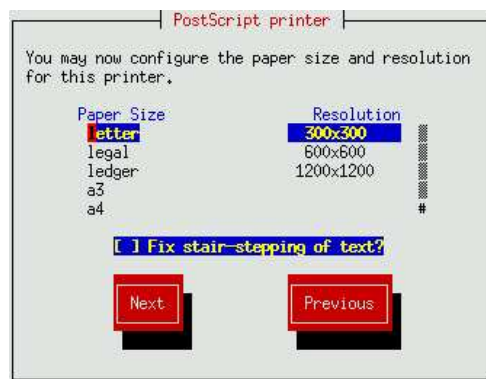 PostScript printer
You may now configure the paper size and resolution
for this printer.
Paper Size Resolution
letter 300x300
legal 600x600
ledger 1200x1200
a3
a4 #
[ ] Fix stair-stepping of text?
Next Previous